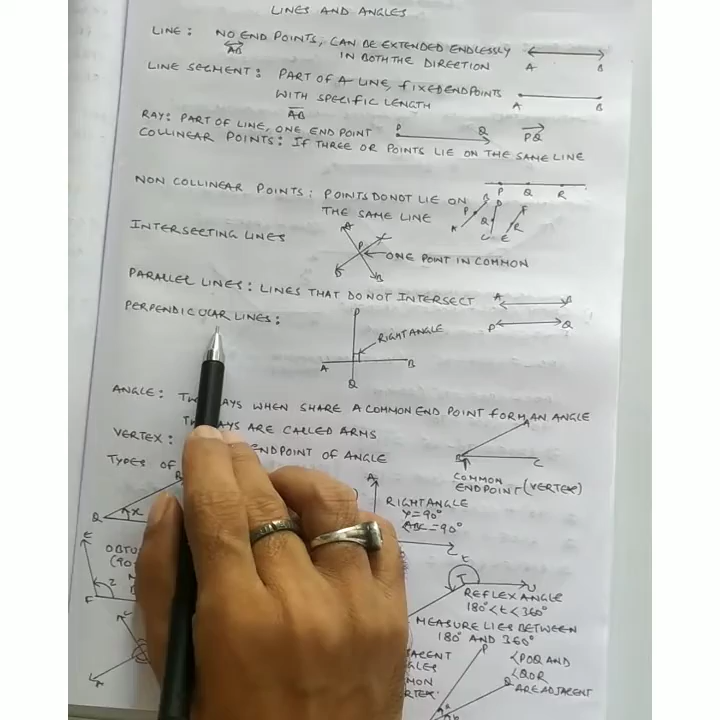 LINES AND ANGLES
LINE: NO END POINTS, CAN BE EXTENDED ENDLESSLY
AB IN BOTH THE DIRECTION
A B
LINE SEGMENT: PART OF A LINE, FIXED END POINTS
WITH SPECIFIC LENGTH
AB
A B
RAY: PART OF LINE, ONE END POINT P Q PQ
COLLINEAR POINTS: IF THREE OR POINTS LIE ON THE SAME LINE
P Q R
NON COLLINEAR POINTS: POINTS DO NOT LIE ON
THE SAME LINE
INTERSECTING LINES
P ONE POINT IN COMMON
PARALLEL LINES: LINES THAT DO NOT INTERSECT A B
P Q
PERPENDICULAR LINES:
P
RIGHT ANGLE
A B
Q
ANGLE: RAYS WHEN SHARE A COMMON END POINT FORM AN ANGLE
ARE CALLED ARMS
VERTEX: ENDPOINT OF ANGLE
A
B C
COMMON
ENDPOINT (VERTEX)
TYPES OF
Q x
A
RIGHT ANGLE
y=90°
<ABC=90°
C
E
F z
T
U
REFLEX ANGLE
180°<t<360°
MEASURE LIES BETWEEN
180° AND 360°
P
<POQ AND
<QOR
ARE ADJACENT
Q
a
b